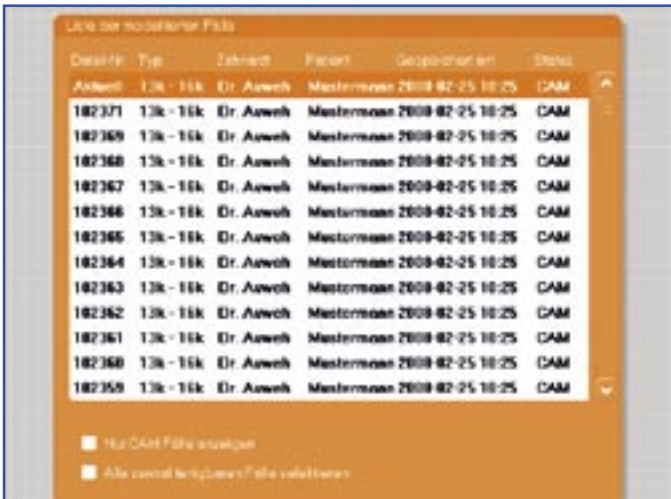 Liste der modellierten Fälle
Datei-Nr. Typ Zahnarzt Patient Gespeichert am Status
Aktuell 13k - 16k Dr. Auweh Mustermann 2008-02-25 10:25 CAM
102371 13k - 16k Dr. Auweh Mustermann 2008-02-25 10:25 CAM
102369 13k - 16k Dr. Auweh Mustermann 2008-02-25 10:25 CAM
102368 13k - 16k Dr. Auweh Mustermann 2008-02-25 10:25 CAM
102367 13k - 16k Dr. Auweh Mustermann 2008-02-25 10:25 CAM
102366 13k - 16k Dr. Auweh Mustermann 2008-02-25 10:25 CAM
102365 13k - 16k Dr. Auweh Mustermann 2008-02-25 10:25 CAM
102364 13k - 16k Dr. Auweh Mustermann 2008-02-25 10:25 CAM
102363 13k - 16k Dr. Auweh Mustermann 2008-02-25 10:25 CAM
102362 13k - 16k Dr. Auweh Mustermann 2008-02-25 10:25 CAM
102361 13k - 16k Dr. Auweh Mustermann 2008-02-25 10:25 CAM
102360 13k - 16k Dr. Auweh Mustermann 2008-02-25 10:25 CAM
102359 13k - 16k Dr. Auweh Mustermann 2008-02-25 10:25 CAM
Nur CAM Fälle anzeigen
Alle Fälle selektieren